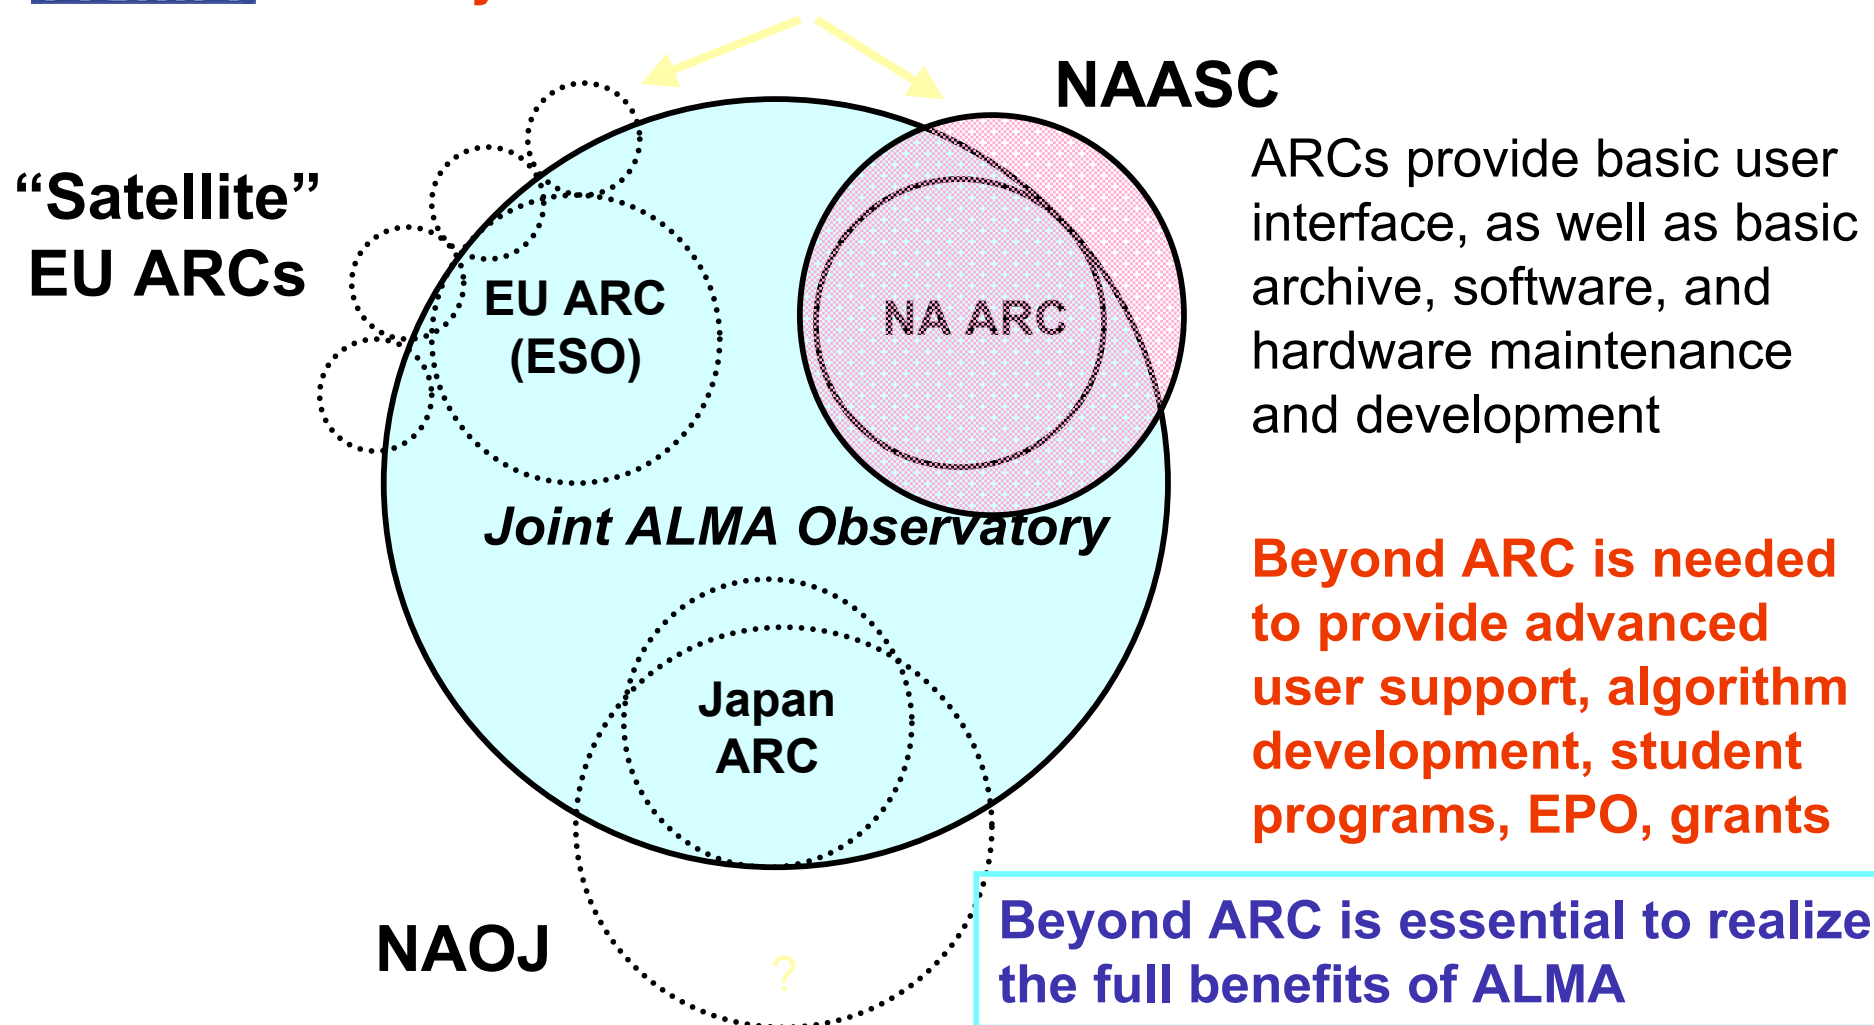 NAASC
“Satellite”
EU ARCs
EU ARC
(ESO)
NA ARC
Joint ALMA Observatory
Japan
ARC
NAOJ
?
ARCs provide basic user
interface, as well as basic
archive, software, and
hardware maintenance
and development
Beyond ARC is needed
to provide advanced
user support, algorithm
development, student
programs, EPO, grants
Beyond ARC is essential to realize
the full benefits of ALMA